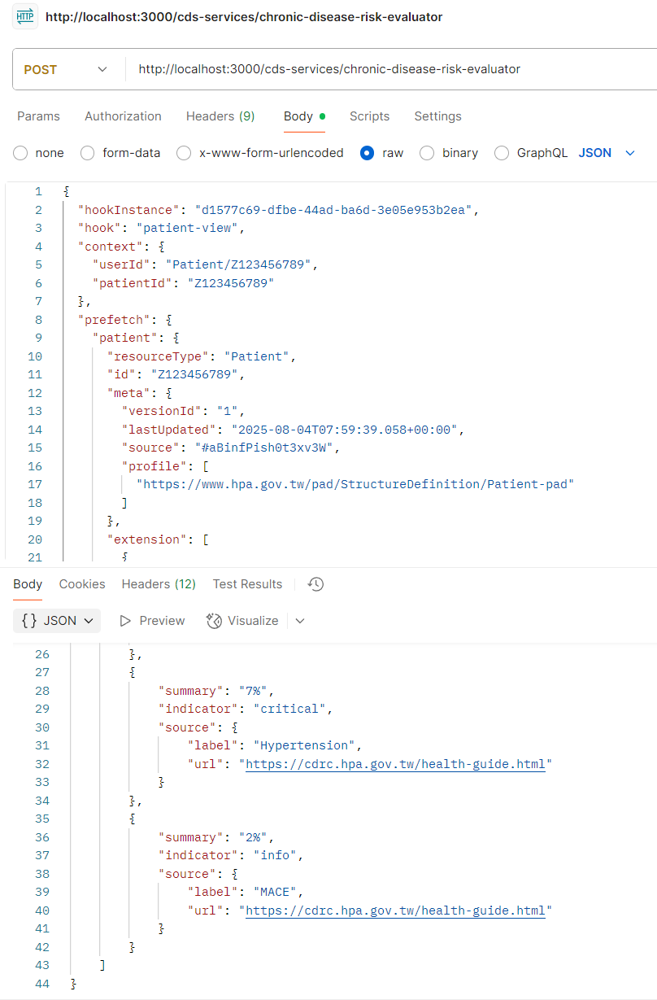 HTTP http://localhost:3000/cds-services/chronic-disease-risk-evaluator
POST http://localhost:3000/cds-services/chronic-disease-risk-evaluator
Params Authorization Headers (9) Body Scripts Settings
none form-data x-www-form-urlencoded raw binary GraphQL JSON
1 {
2 "hookInstance": "d1577c69-dfbe-44ad-ba6d-3e05e953b2ea",
3 "hook": "patient-view",
4 "context": {
5 "userId": "Patient/Z123456789",
6 "patientId": "Z123456789"
7 },
8 "prefetch": {
9 "patient": {
10 "resourceType": "Patient",
11 "id": "Z123456789",
12 "meta": {
13 "versionId": "1",
14 "lastUpdated": "2025-08-04T07:59:39.058+00:00",
15 "source": "#aBinfPish0t3xv3W",
16 "profile": [
17 "https://www.hpa.gov.tw/pad/StructureDefinition/Patient-pad"
18 ]
19 },
20 "extension": [
21 {
Body Cookies Headers (12) Test Results
{} JSON Preview Visualize
26 },
27 {
28 "summary": "7%",
29 "indicator": "critical",
30 "source": {
31 "label": "Hypertension",
32 "url": "https://cdrc.hpa.gov.tw/health-guide.html"
33 }
34 },
35 {
36 "summary": "2%",
37 "indicator": "info",
38 "source": {
39 "label": "MACE",
40 "url": "https://cdrc.hpa.gov.tw/health-guide.html"
41 }
42 }
43 ]
44 }